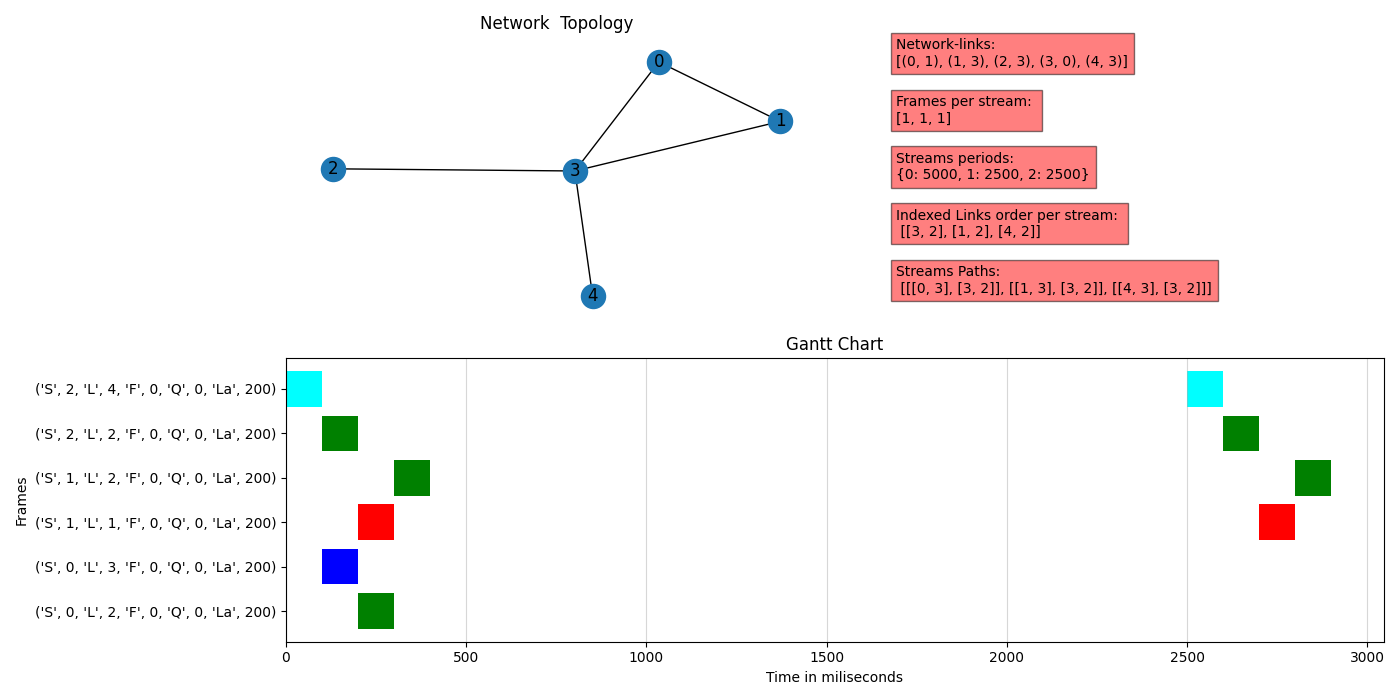 Network  Topology
0
1
2
3
4
Network-links:
[(0, 1), (1, 3), (2, 3), (3, 0), (4, 3)]
Frames per stream:
[1, 1, 1]
Streams periods:
{0: 5000, 1: 2500, 2: 2500}
Indexed Links order per stream:
[[3, 2], [1, 2], [4, 2]]
Streams Paths:
[[[0, 3], [3, 2]], [[1, 3], [3, 2]], [[4, 3], [3, 2]]]
Gantt Chart
Frames
('S', 2, 'L', 4, 'F', 0, 'Q', 0, 'La', 200)
('S', 2, 'L', 2, 'F', 0, 'Q', 0, 'La', 200)
('S', 1, 'L', 2, 'F', 0, 'Q', 0, 'La', 200)
('S', 1, 'L', 1, 'F', 0, 'Q', 0, 'La', 200)
('S', 0, 'L', 3, 'F', 0, 'Q', 0, 'La', 200)
('S', 0, 'L', 2, 'F', 0, 'Q', 0, 'La', 200)
0 500 1000 1500 2000 2500 3000
Time in miliseconds